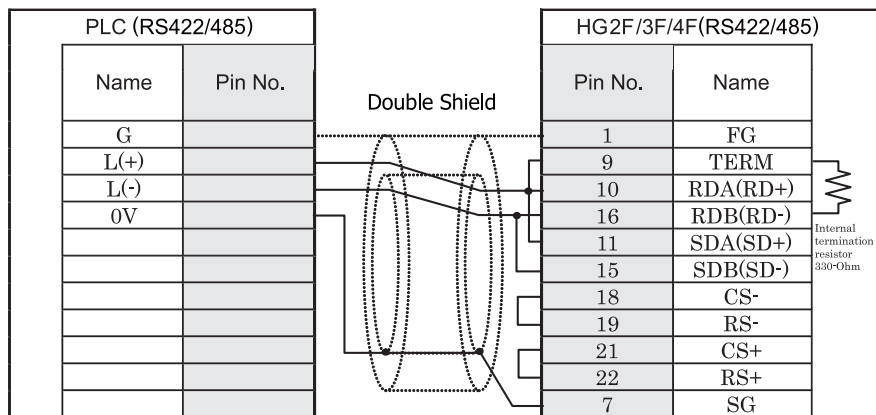 PLC (RS422/485)
Name Pin No.
G
L(+)
L(-)
0V
Double Shield
HG2F/3F/4F(RS422/485)
Pin No. Name
1 FG
9 TERM
10 RDA(RD+)
16 RDB(RD-)
11 SDA(SD+)
15 SDB(SD-)
18 CS-
19 RS-
21 CS+
22 RS+
7 SG
Internal
termination
resistor
330-Ohm